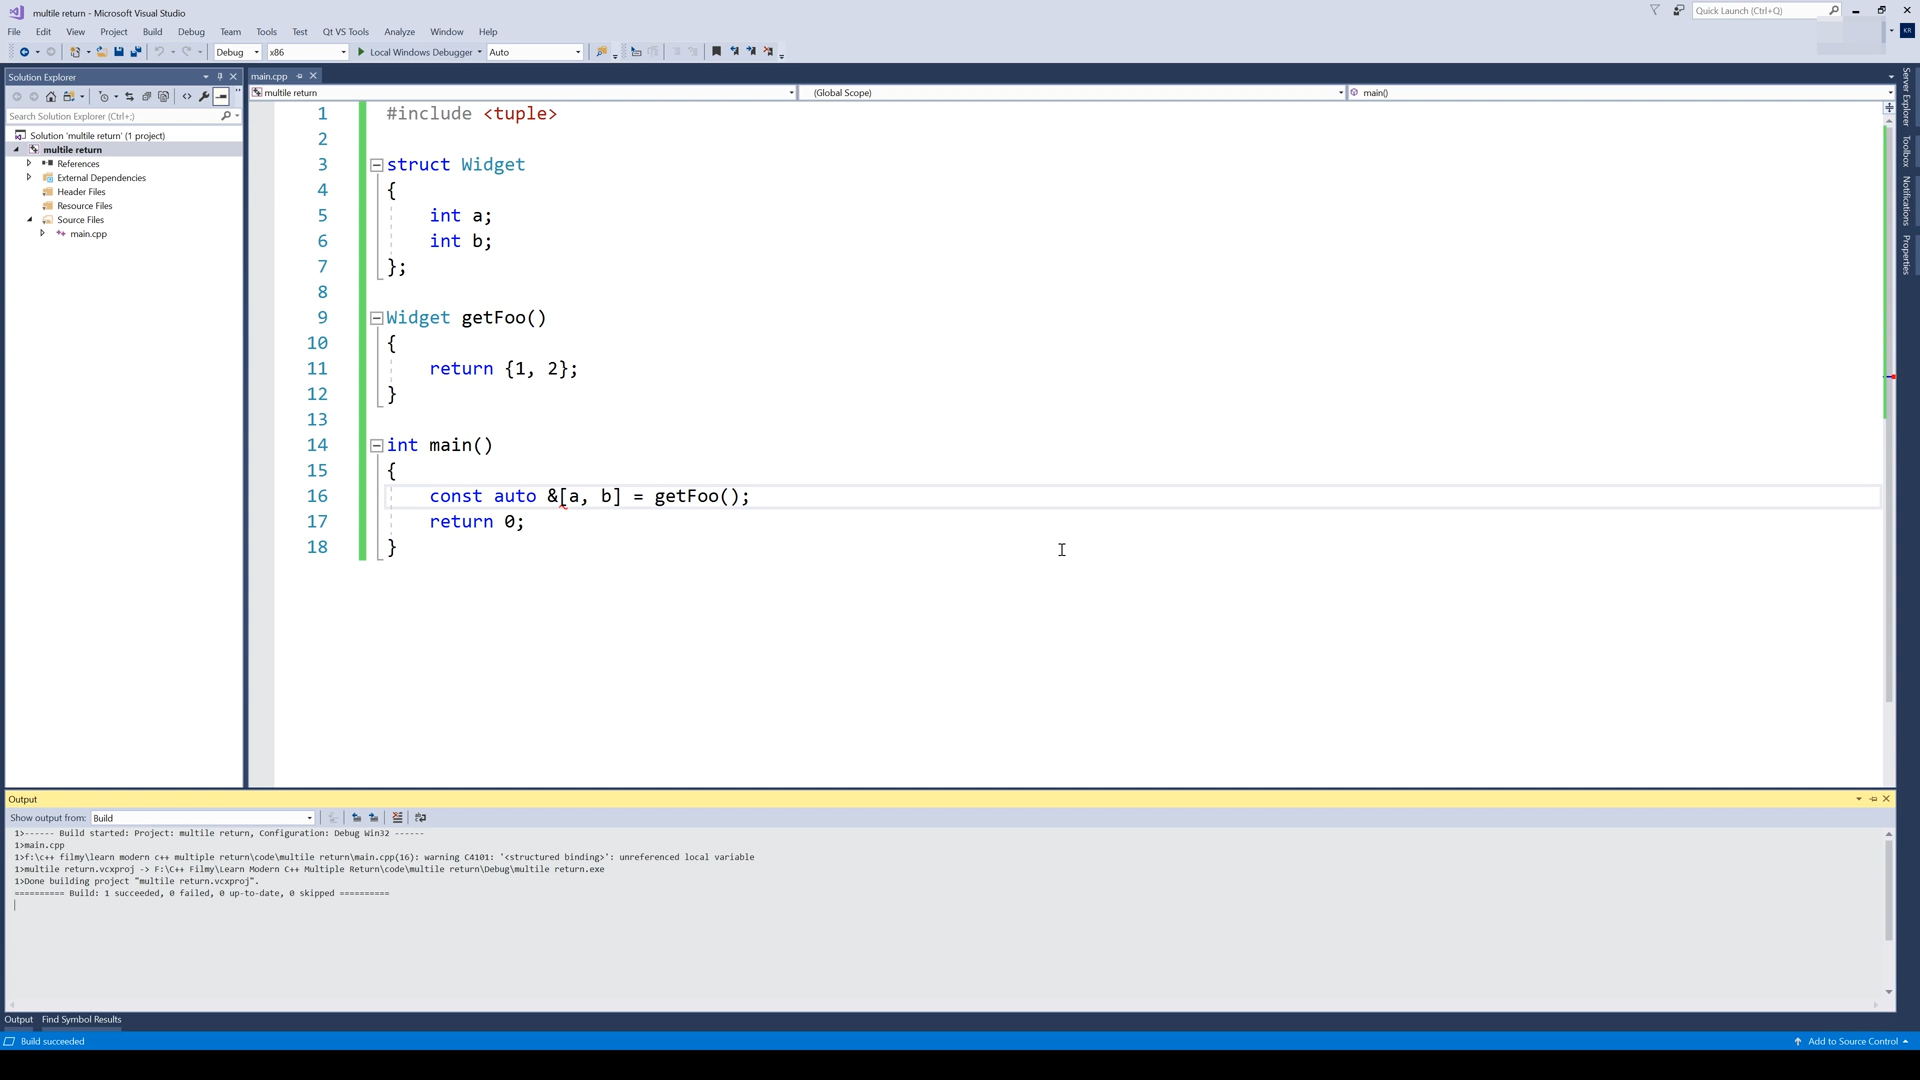 multile return - Microsoft Visual Studio
Quick Launch (Ctrl+Q)
KR
File Edit View Project Build Debug Team Tools Test Qt VS Tools Analyze Window Help
Debug x86 Local Windows Debugger Auto
Solution Explorer
Search Solution Explorer (Ctrl+;)
Solution 'multile return' (1 project)
multile return
References
External Dependencies
Header Files
Resource Files
Source Files
main.cpp
main.cpp
multile return (Global Scope) main()
1 #include <tuple>
2
3 struct Widget
4 {
5 int a;
6 int b;
7 };
8
9 Widget getFoo()
10 {
11 return {1, 2};
12 }
13
14 int main()
15 {
16 const auto &[a, b] = getFoo();
17 return 0;
18 }
Server Explorer
Toolbox
Notifications
Properties
Output
Show output from: Build
1>------ Build started: Project: multile return, Configuration: Debug Win32 ------
1>main.cpp
1>f:\c++ filmy\learn modern c++ multiple return\code\multile return\main.cpp(16): warning C4101: '<structured binding>': unreferenced local variable
1>multile return.vcxproj -> F:\C++ Filmy\Learn Modern C++ Multiple Return\code\multile return\Debug\multile return.exe
1>Done building project "multile return.vcxproj".
========== Build: 1 succeeded, 0 failed, 0 up-to-date, 0 skipped ==========
Output Find Symbol Results
Build succeeded
Add to Source Control